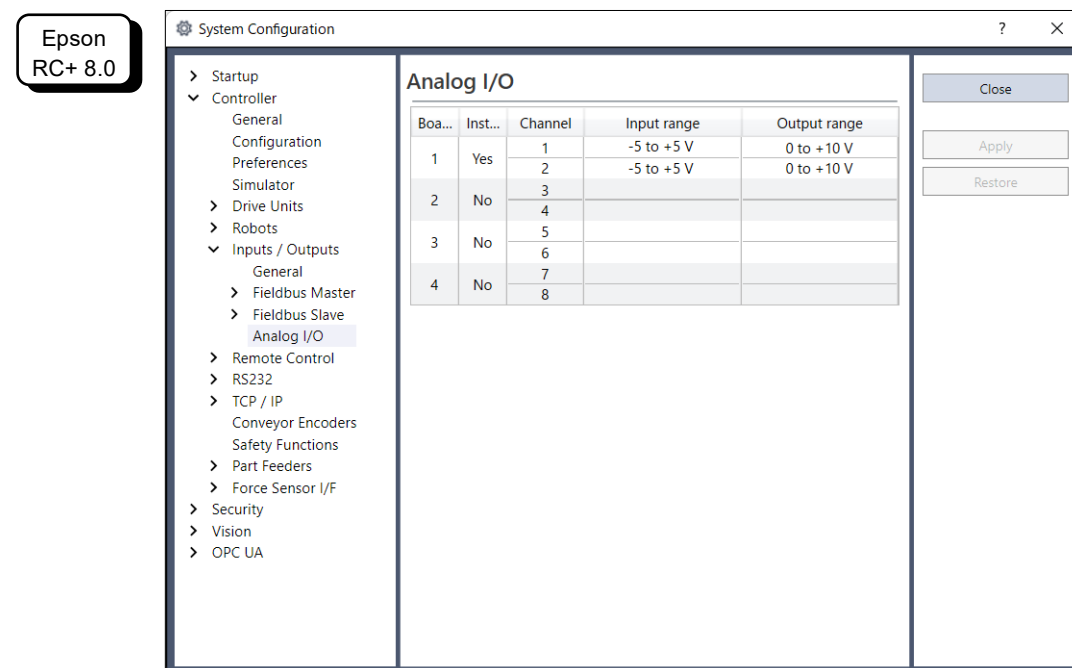 Epson
RC+ 8.0
System Configuration
?
Startup
Controller
General
Configuration
Preferences
Simulator
Drive Units
Robots
Inputs / Outputs
General
Fieldbus Master
Fieldbus Slave
Analog I/O
Remote Control
RS232
TCP / IP
Conveyor Encoders
Safety Functions
Part Feeders
Force Sensor I/F
Security
Vision
OPC UA
Analog I/O
Boa... Inst... Channel Input range Output range
1 Yes 1 -5 to +5 V 0 to +10 V
2 -5 to +5 V 0 to +10 V
2 No 3
4
3 No 5
6
4 No 7
8
Close
Apply
Restore